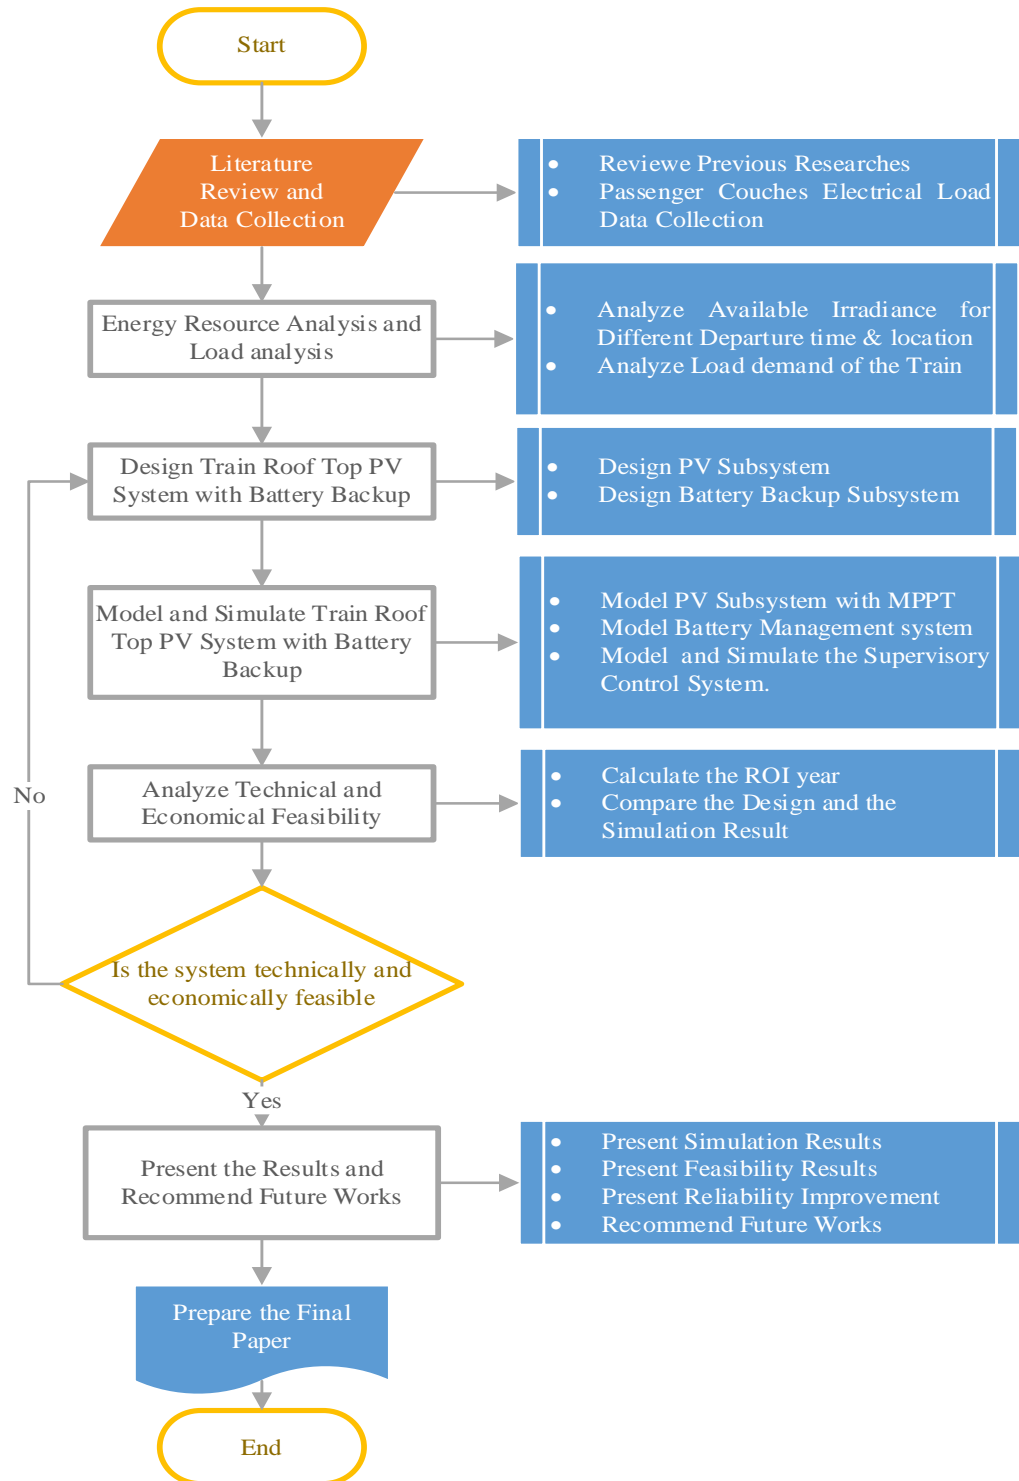 Start
Literature
Review and
Data Collection
• Reviewe Previous Researches
• Passenger Couches Electrical Load
Data Collection
Energy Resource Analysis and
Load analysis
• Analyze Available Irradiance for
Different Departure time & location
• Analyze Load demand of the Train
Design Train Roof Top PV
System with Battery Backup
• Design PV Subsystem
• Design Battery Backup Subsystem
Model and Simulate Train Roof
Top PV System with Battery
Backup
• Model PV Subsystem with MPPT
• Model Battery Management system
• Model and Simulate the Supervisory
Control System.
Analyze Technical and
Economical Feasibility
• Calculate the ROI year
• Compare the Design and the
Simulation Result
No
Is the system technically and
economically feasible
Yes
Present the Results and
Recommend Future Works
• Present Simulation Results
• Present Feasibility Results
• Present Reliability Improvement
• Recommend Future Works
Prepare the Final
Paper
End